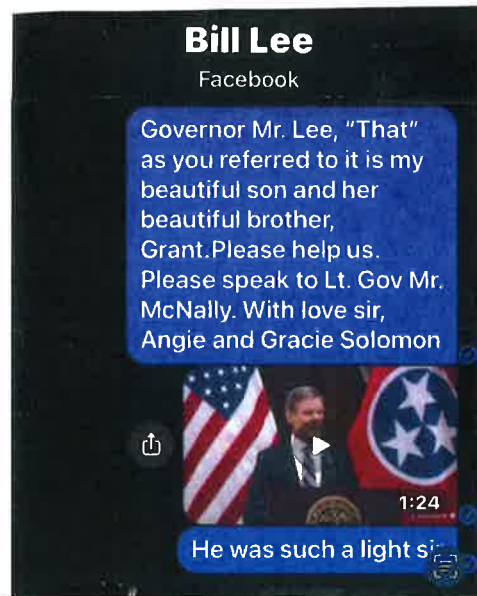 Bill Lee
Facebook
Governor Mr. Lee, “That”
as you referred to it is my
beautiful son and her
beautiful brother,
Grant.Please help us.
Please speak to Lt. Gov Mr.
McNally. With love sir,
Angie and Gracie Solomon
1:24
He was such a light